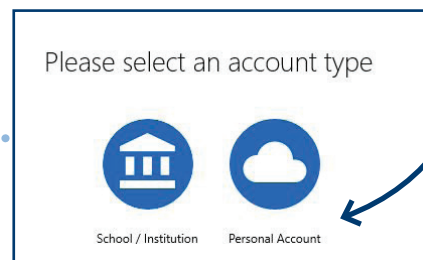 Please select an account type
School / Institution
Personal Account